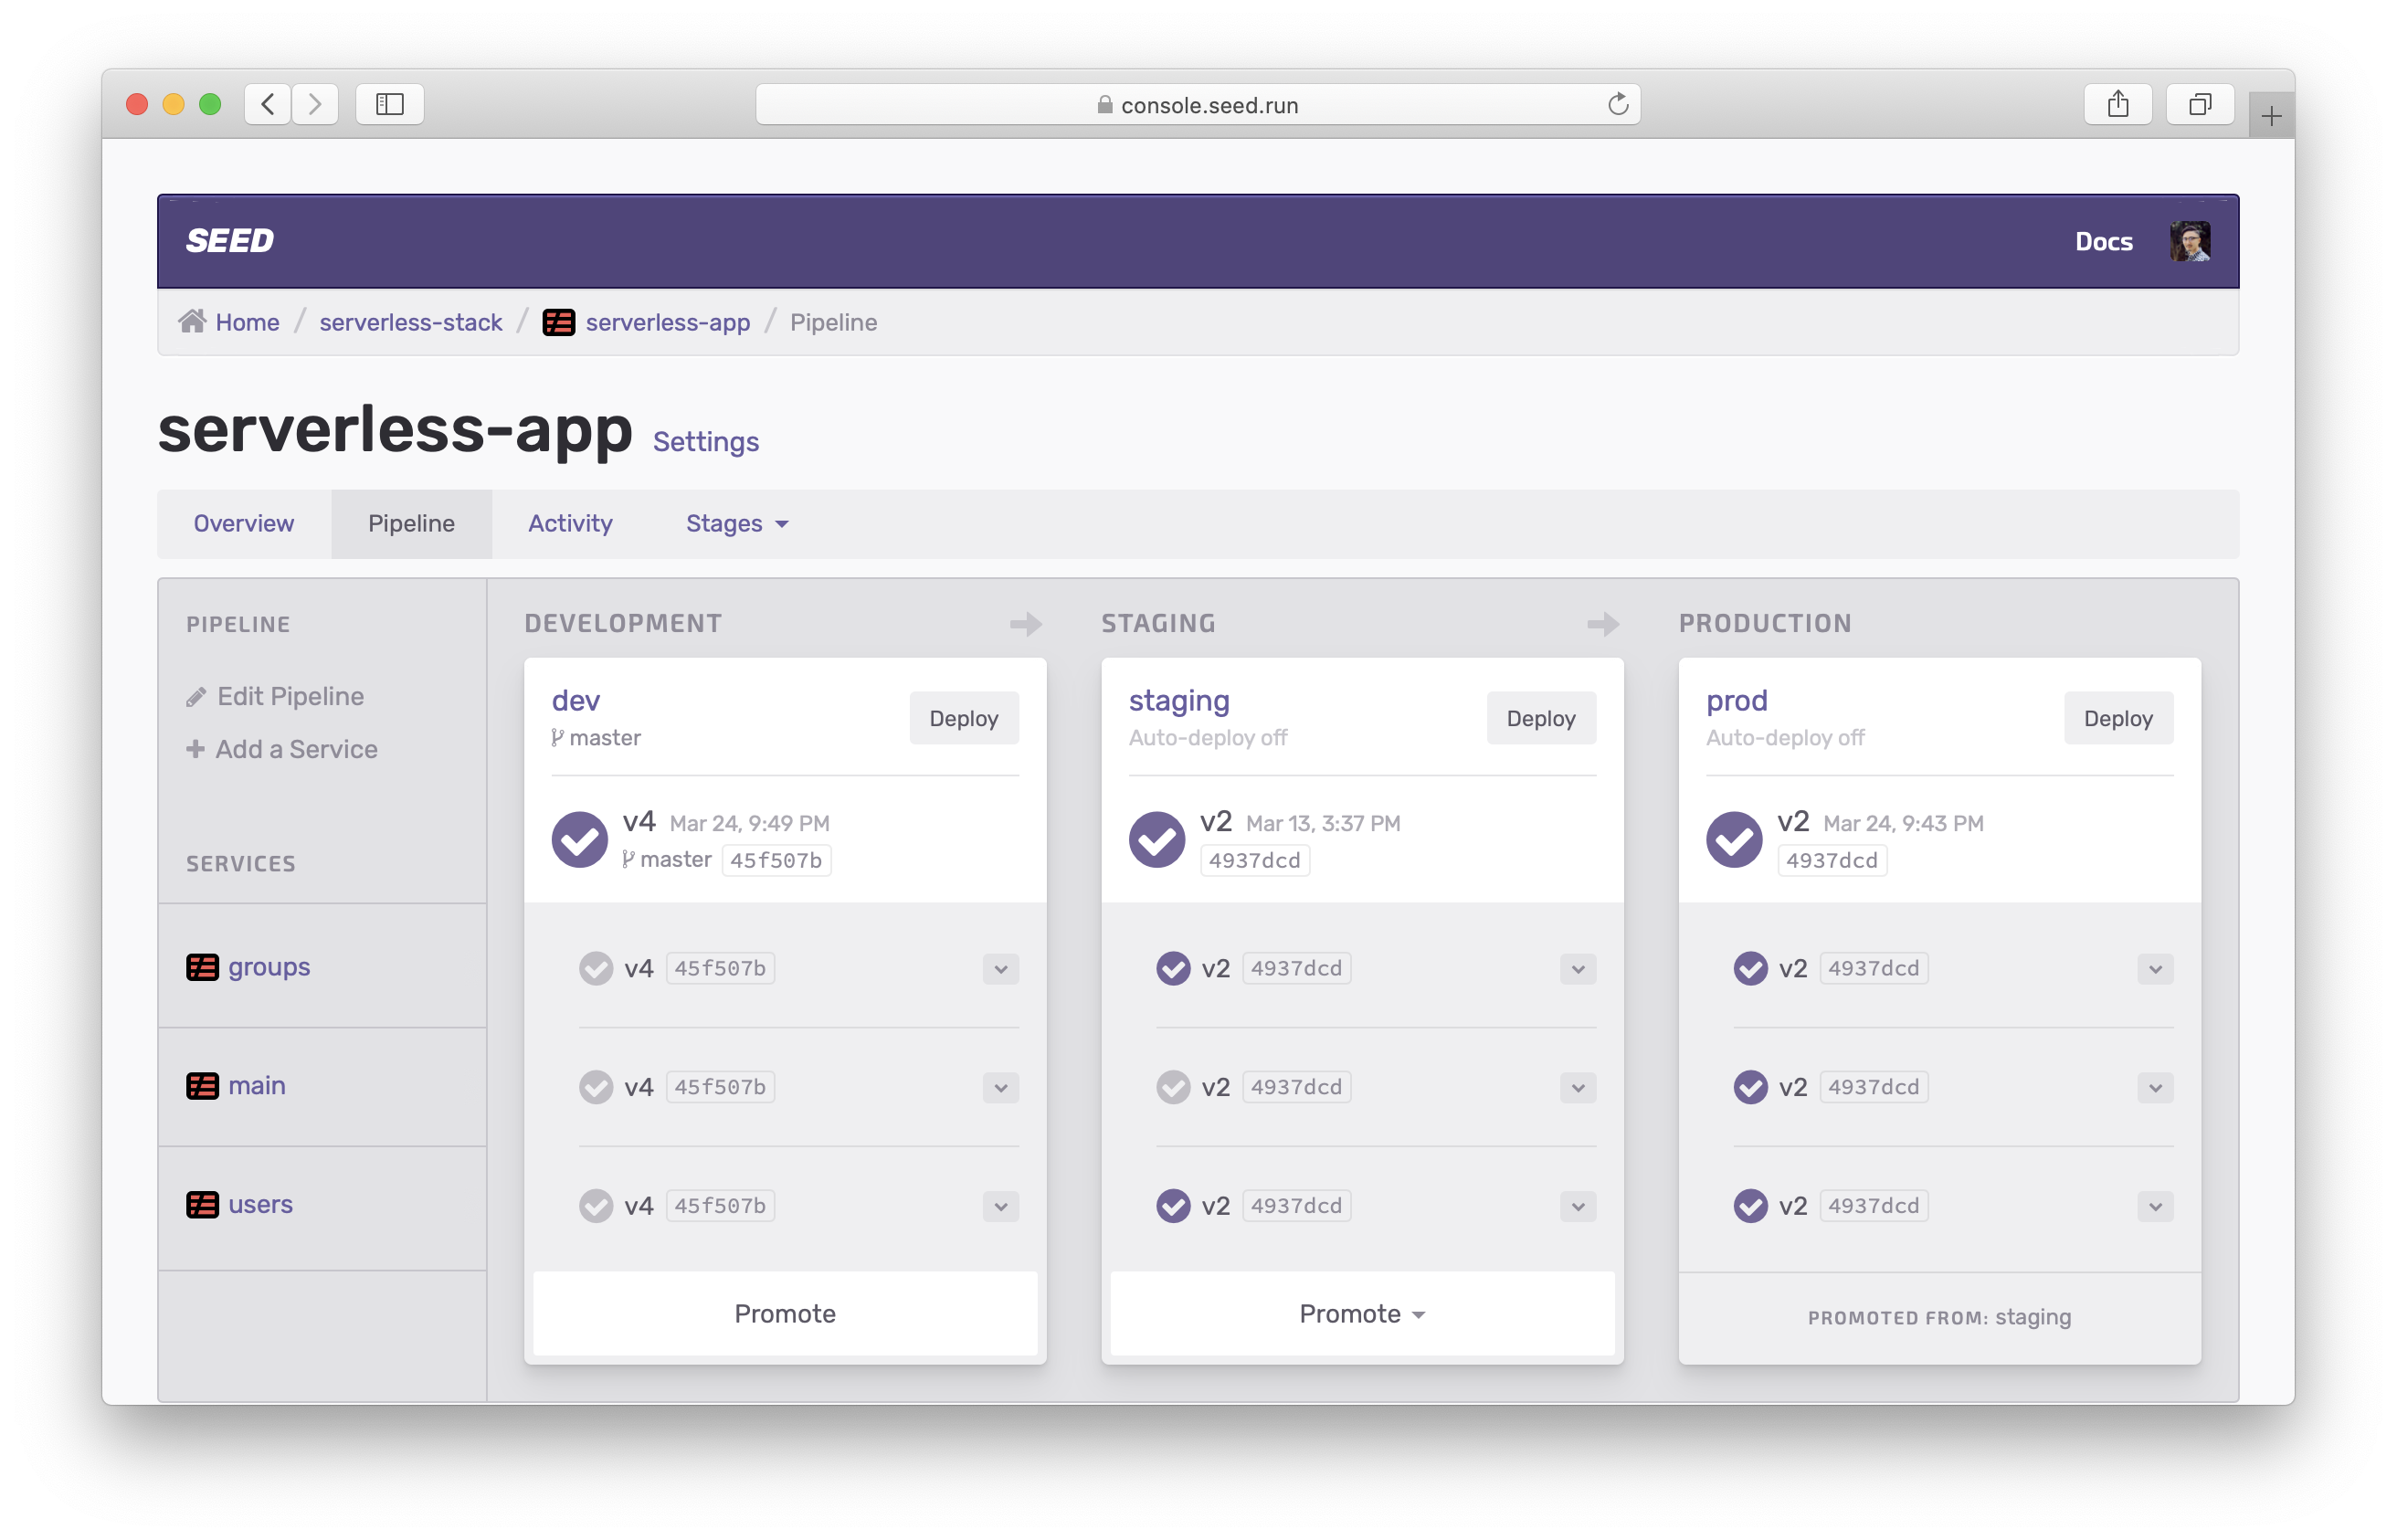 console.seed.run
SEED
Docs
Home / serverless-stack / serverless-app / Pipeline
serverless-app Settings
Overview
Pipeline
Activity
Stages
PIPELINE
Edit Pipeline
Add a Service
SERVICES
groups
main
users
DEVELOPMENT
dev
master
Deploy
v4 Mar 24, 9:49 PM
master 45f507b
v4 45f507b
v4 45f507b
v4 45f507b
Promote
STAGING
staging
Auto-deploy off
Deploy
v2 Mar 13, 3:37 PM
4937dcd
v2 4937dcd
v2 4937dcd
v2 4937dcd
Promote
PRODUCTION
prod
Auto-deploy off
Deploy
v2 Mar 24, 9:43 PM
4937dcd
v2 4937dcd
v2 4937dcd
v2 4937dcd
PROMOTED FROM: staging